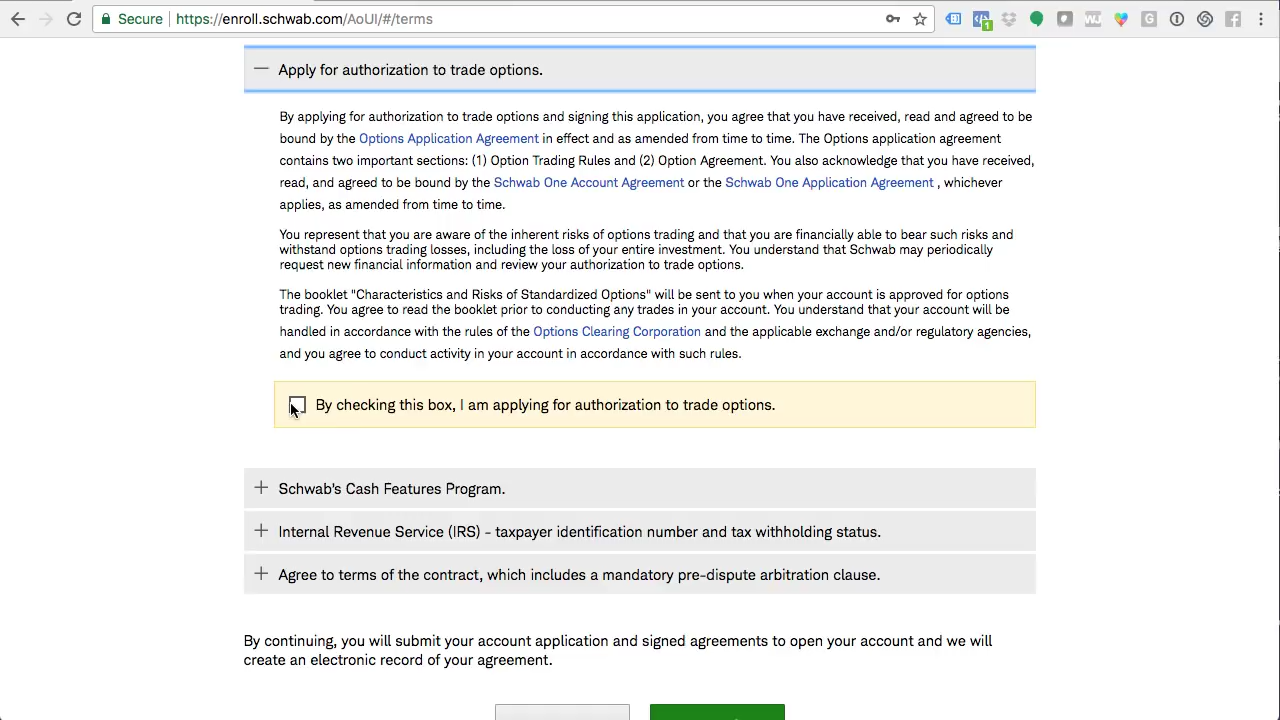 Secure https://enroll.schwab.com/AoUI/#/terms
1
WJ
G
Apply for authorization to trade options.
By applying for authorization to trade options and signing this application, you agree that you have received, read and agreed to be
bound by the Options Application Agreement in effect and as amended from time to time. The Options application agreement
contains two important sections: (1) Option Trading Rules and (2) Option Agreement. You also acknowledge that you have received,
read, and agreed to be bound by the Schwab One Account Agreement or the Schwab One Application Agreement , whichever
applies, as amended from time to time.
You represent that you are aware of the inherent risks of options trading and that you are financially able to bear such risks and
withstand options trading losses, including the loss of your entire investment. You understand that Schwab may periodically
request new financial information and review your authorization to trade options.
The booklet "Characteristics and Risks of Standardized Options" will be sent to you when your account is approved for options
trading. You agree to read the booklet prior to conducting any trades in your account. You understand that your account will be
handled in accordance with the rules of the Options Clearing Corporation and the applicable exchange and/or regulatory agencies,
and you agree to conduct activity in your account in accordance with such rules.
By checking this box, I am applying for authorization to trade options.
Schwab's Cash Features Program.
Internal Revenue Service (IRS) - taxpayer identification number and tax withholding status.
Agree to terms of the contract, which includes a mandatory pre-dispute arbitration clause.
By continuing, you will submit your account application and signed agreements to open your account and we will
create an electronic record of your agreement.